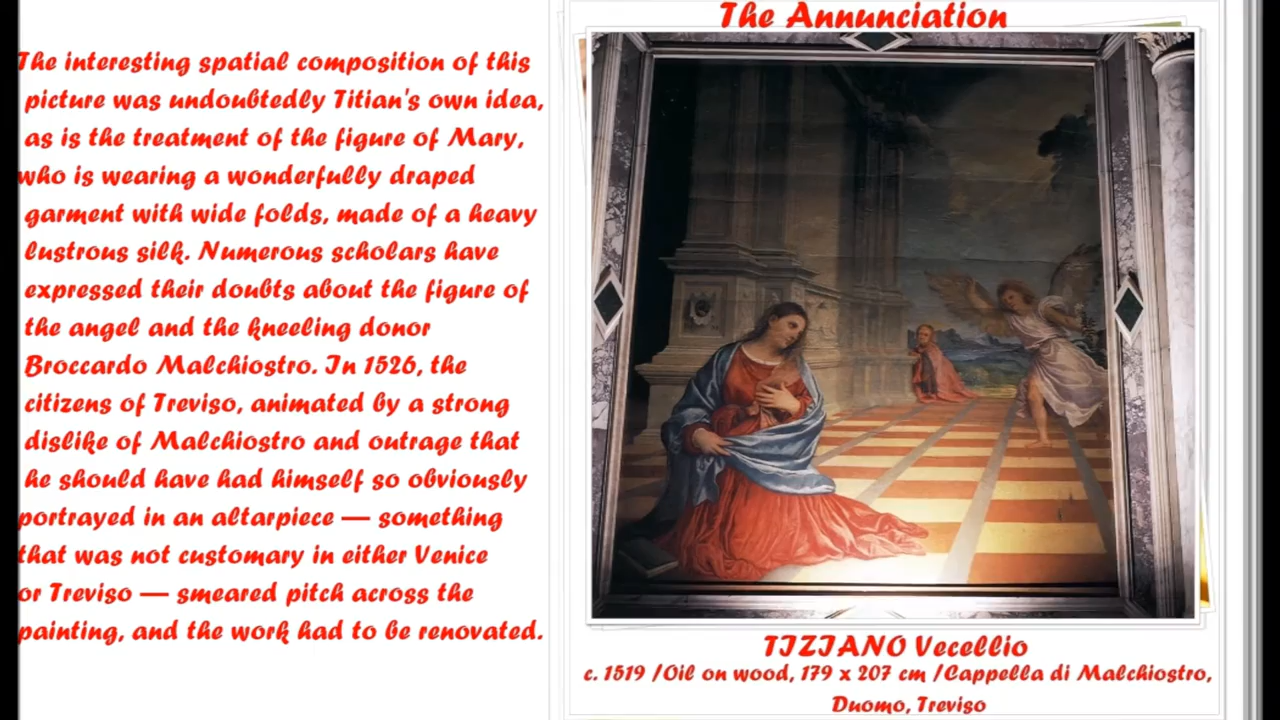 The Annunciation
The interesting spatial composition of this
picture was undoubtedly Titian's own idea,
as is the treatment of the figure of Mary,
who is wearing a wonderfully draped
garment with wide folds, made of a heavy
lustrous silk. Numerous scholars have
expressed their doubts about the figure of
the angel and the kneeling donor
Broccardo Malchiostro. In 1526, the
citizens of Treviso, animated by a strong
dislike of Malchiostro and outrage that
he should have had himself so obviously
portrayed in an altarpiece — something
that was not customary in either Venice
or Treviso — smeared pitch across the
painting, and the work had to be renovated.
TIZIANO Vecellio
c. 1519 /Oil on wood, 179 x 207 cm /Cappella di Malchiostro,
Duomo, Treviso